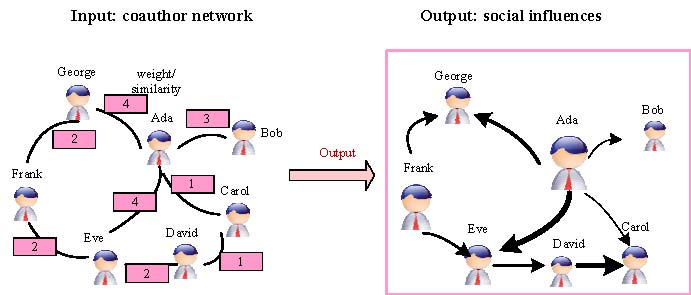 Input: coauthor network
Output: social influences
George
weight/
similarity
4
Ada
3
Bob
2
Output
Frank
1
Carol
4
2
Eve
David
2
1
George
Ada
Bob
Frank
Eve
David
Carol